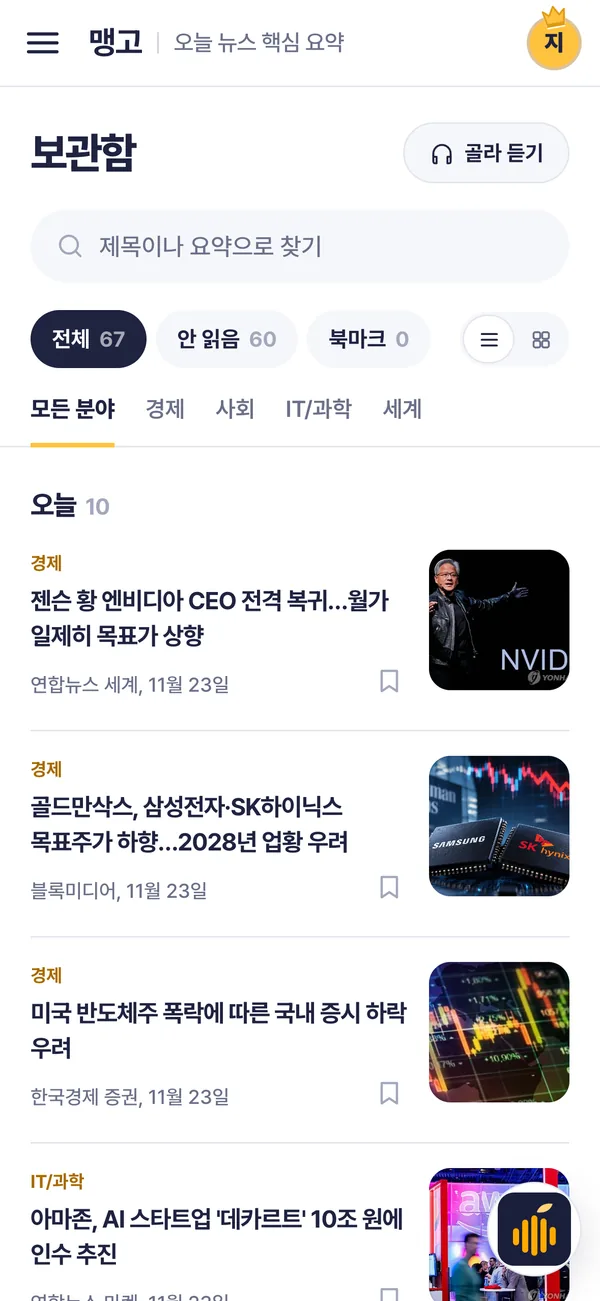 맹고 | 오늘 뉴스 핵심 요약
지
보관함
골라 듣기
제목이나 요약으로 찾기
전체 67
안 읽음 60
북마크 0
모든 분야 경제 사회 IT/과학 세계
오늘 10
경제
젠슨 황 엔비디아 CEO 전격 복귀…월가
일제히 목표가 상향
연합뉴스 세계, 11월 23일
NVID
YONH
경제
골드만삭스, 삼성전자·SK하이닉스
목표주가 하향…2028년 업황 우려
블록미디어, 11월 23일
man
SAMSUNG
SK hynix
경제
미국 반도체주 폭락에 따른 국내 증시 하락
우려
한국경제 증권, 11월 23일
+1,71%
+10,90%
IT/과학
아마존, AI 스타트업 '데카르트' 10조 원에
인수 추진
aw
YONH